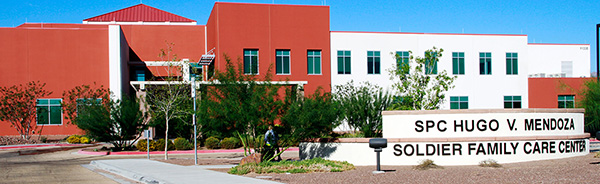 SPC HUGO V. MENDOZA
SOLDIER FAMILY CARE CENTER